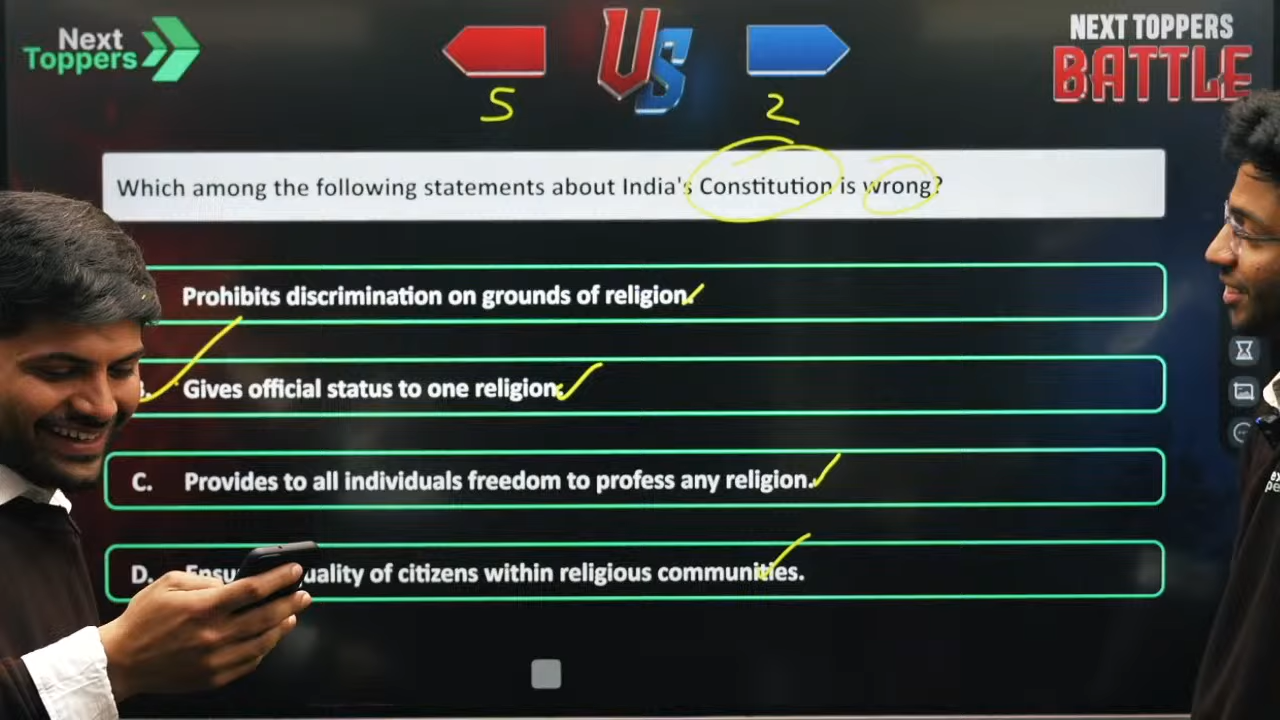 Next
Toppers
US
NEXT TOPPERS
BATTLE
5
2
Which among the following statements about India's Constitution is wrong?
Prohibits discrimination on grounds of religion.
Gives official status to one religion.
C. Provides to all individuals freedom to profess any religion.
D. of citizens within religious communities.